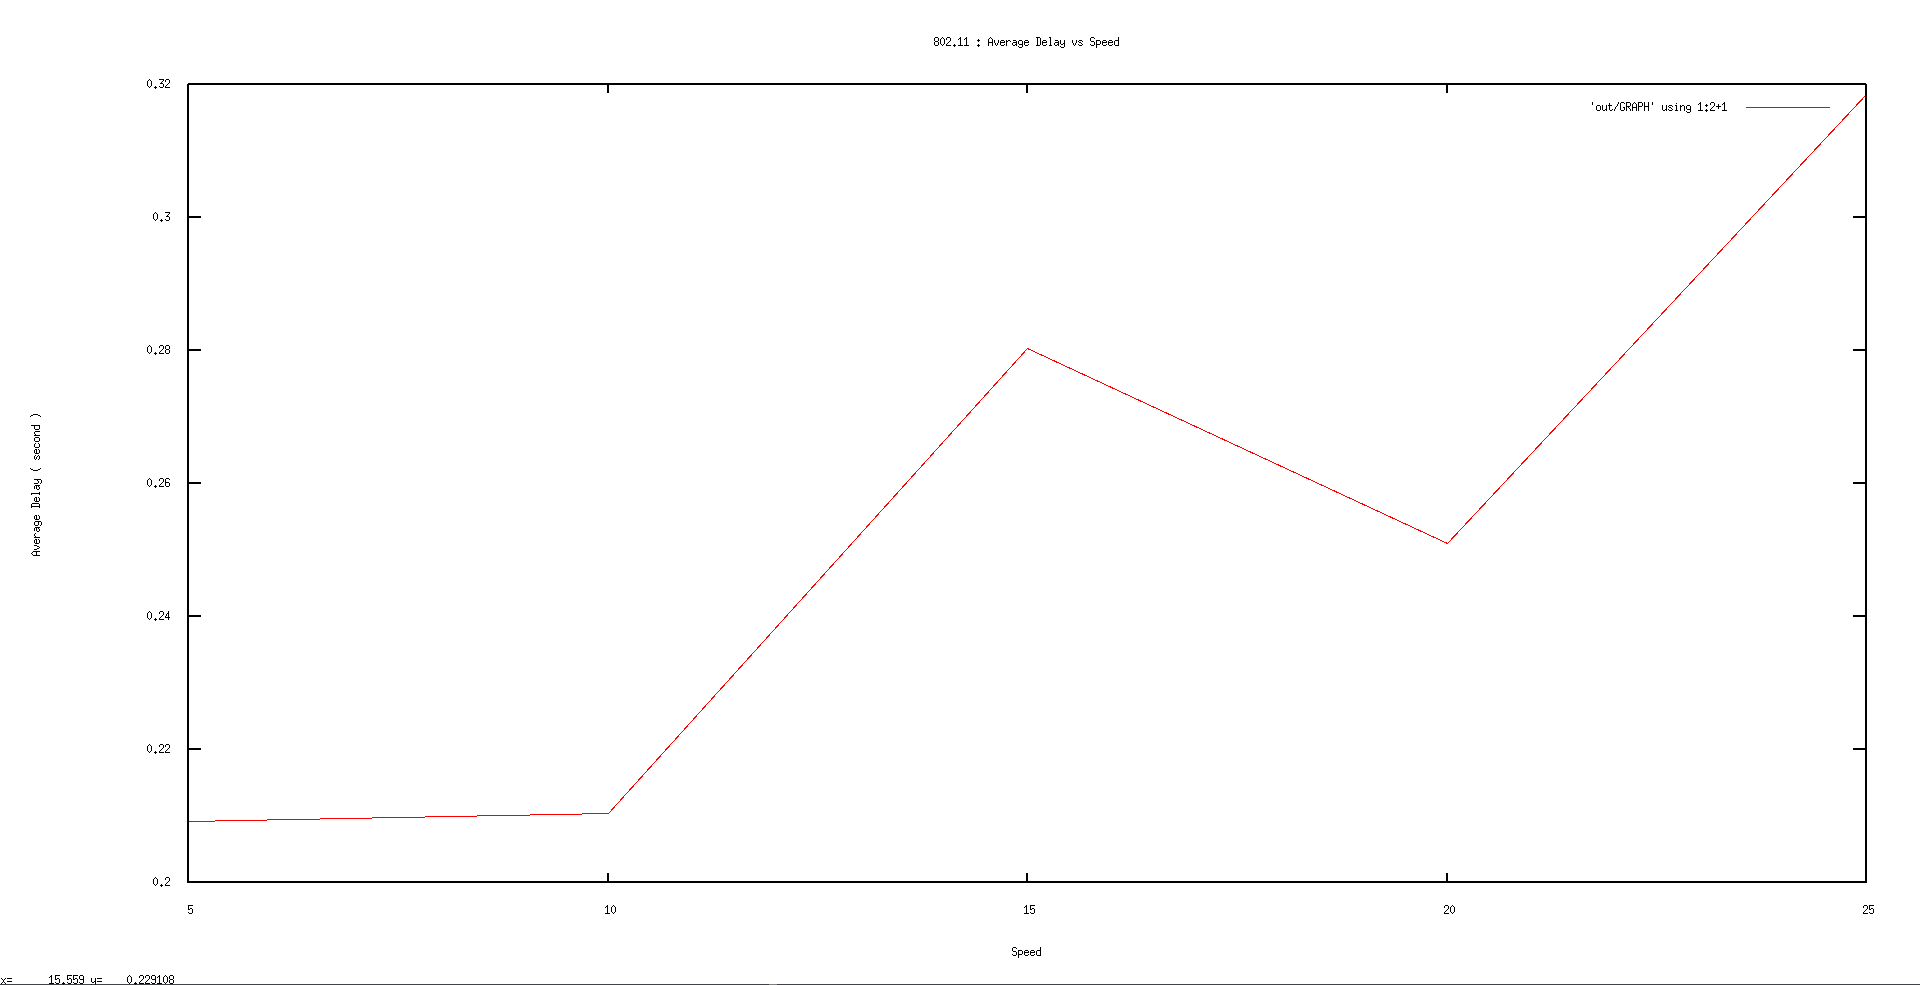 802.11 : Average Delay vs Speed
0.32
'out/GRAPH' using 1:2+1
0.3
0.28
Average Delay ( second )
0.26
0.24
0.22
0.2
5 10 15 20 25
Speed
x= 15.559 y= 0.229108